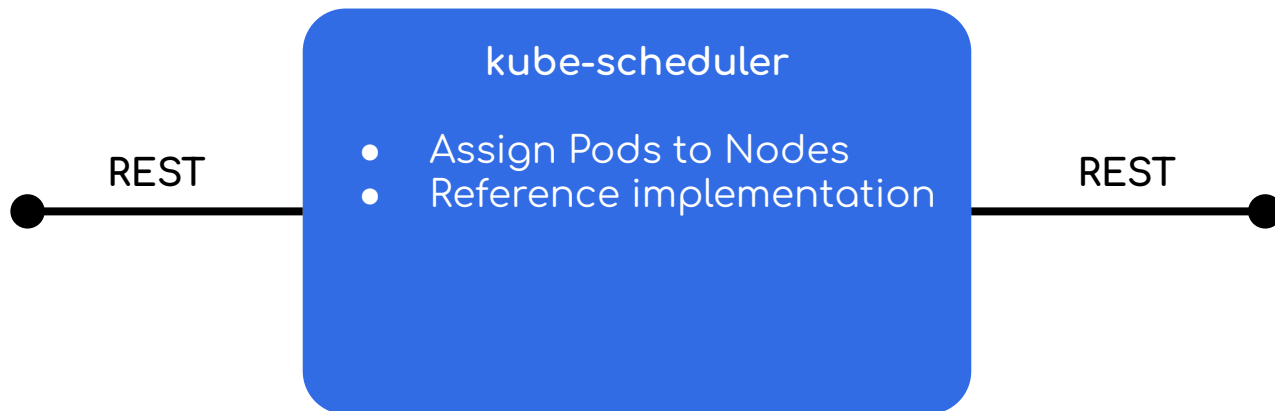 kube-scheduler
● Assign Pods to Nodes
REST
REST
● Reference implementation